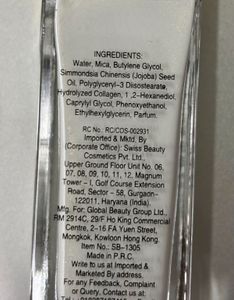 INGREDIENTS:
Water, Mica, Butylene Glycol,
Simmondsia Chinensis (Jojoba) Seed
Oil, Polyglyceryl-3 Diisostearate,
Hydrolyzed Collagen, 1 ,2-Hexanediol,
Caprylyl Glycol, Phenoxyethanol,
Ethylhexylglycerin, Parfum.
RC No. RC/COS-002931
Imported & Mktd. By
(Corporate Office): Swiss Beauty
Cosmetics Pvt. Ltd.,
Upper Ground Floor Unit No. 06,
07, 08, 09, 10, 11, 12, Magnum
Tower – I, Golf Course Extension
Road, Sector – 58, Gurgaon-
122011, Haryana (India).
Mfg. For: Global Beauty Group Ltd.,
RM 2914C, 29/F Ho King Commercial
Centre, 2–16 FA Yuen Street,
Mongkok, Kowloon Hong Kong.
Item No.: SB-1305
Made in P.R.C.
Write to us at Imported &
Marketed By address.
For any Feedback, Complaint
or Query, Contact us at: